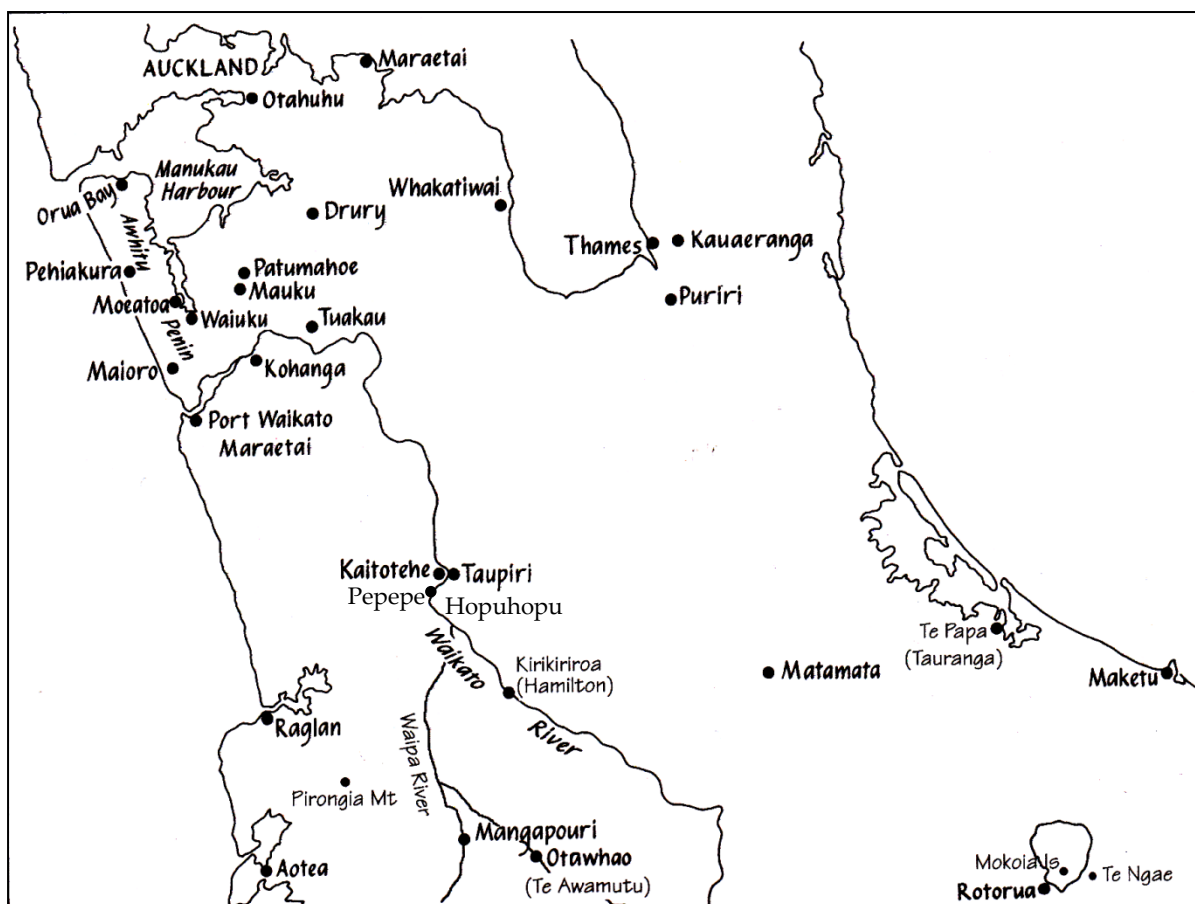 Maraetai
AUCKLAND
Otahuhu
Manukau
Harbour
Whakatiwai
Orua Bay
Drury
Awhitu
Thames
Kauaeranga
Pehiakura
Patumahoe
Mauku
Moeatoa
Puriri
Penin
Waiuku
Tuakau
Maioro
Kohanga
Port Waikato
Maraetai
Kaitotehe
Taupiri
Pepepe
Hopuhopu
Waikato
River
Te Papa
(Tauranga)
Kirikiriroa
(Hamilton)
Matamata
Maketu
Raglan
Waipa River
Pirongia Mt
Mangapouri
Otawhao
(Te Awamutu)
Aotea
Mokoia Is
Te Ngae
Rotorua